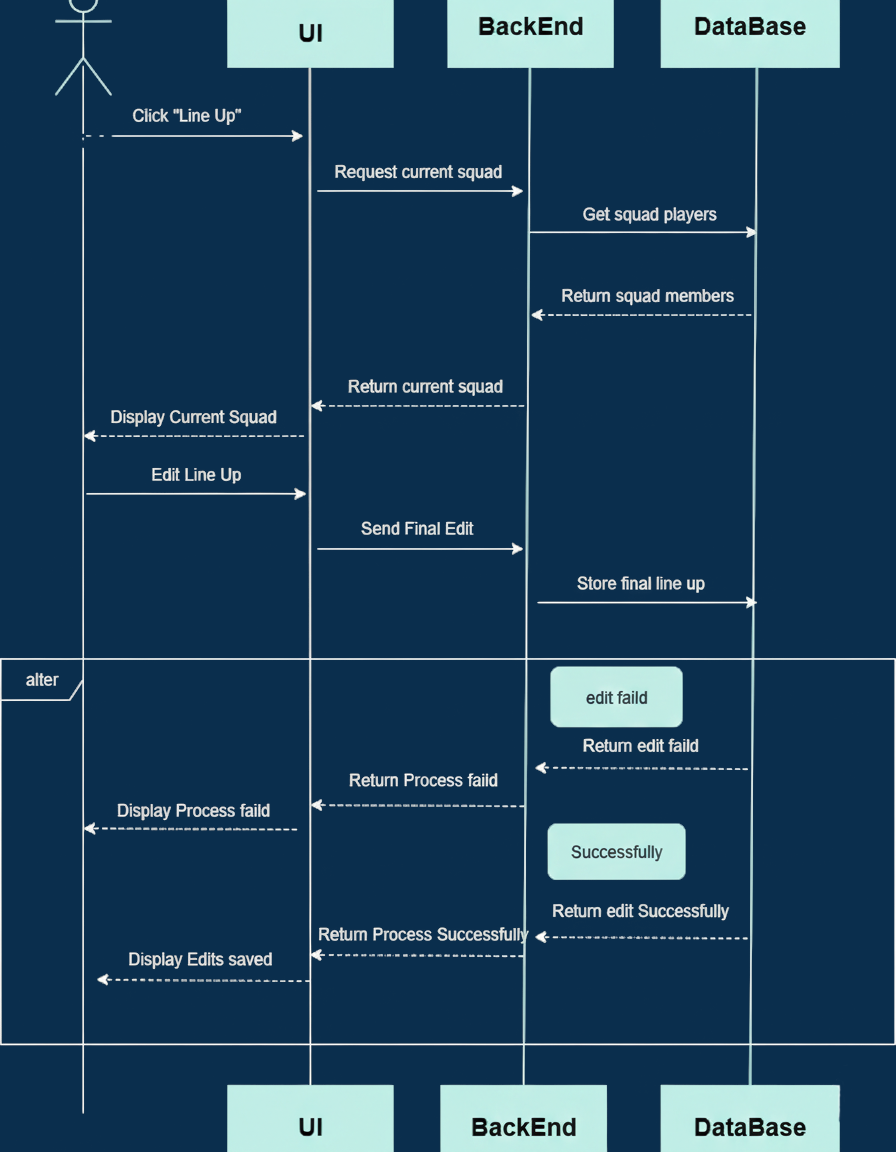 UI
BackEnd
DataBase
Click "Line Up"
Request current squad
Get squad players
Return squad members
Return current squad
Display Current Squad
Edit Line Up
Send Final Edit
Store final line up
alter
edit faild
Return edit faild
Return Process faild
Display Process faild
Successfully
Return edit Successfully
Return Process Successfully
Display Edits saved
UI
BackEnd
DataBase